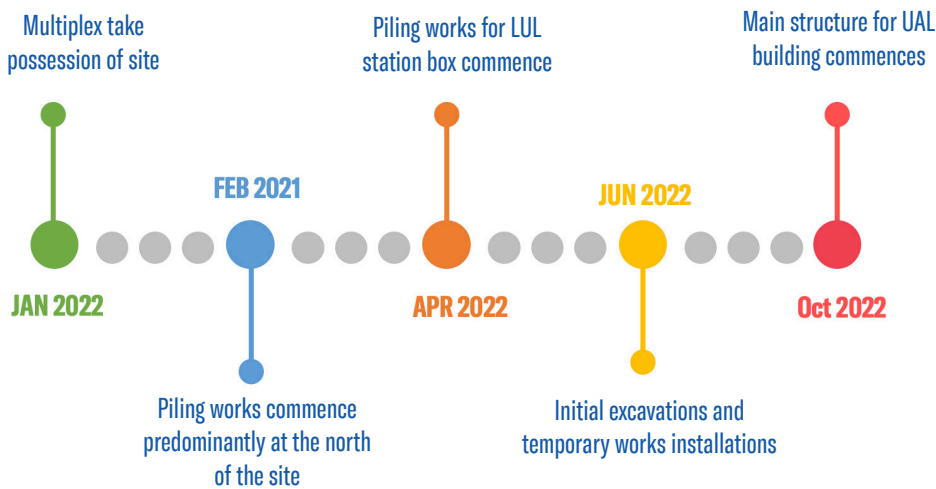 Multiplex take
possession of site
JAN 2022
FEB 2021
Piling works commence
predominantly at the north
of the site
Piling works for LUL
station box commence
APR 2022
JUN 2022
Initial excavations and
temporary works installations
Main structure for UAL
building commences
Oct 2022